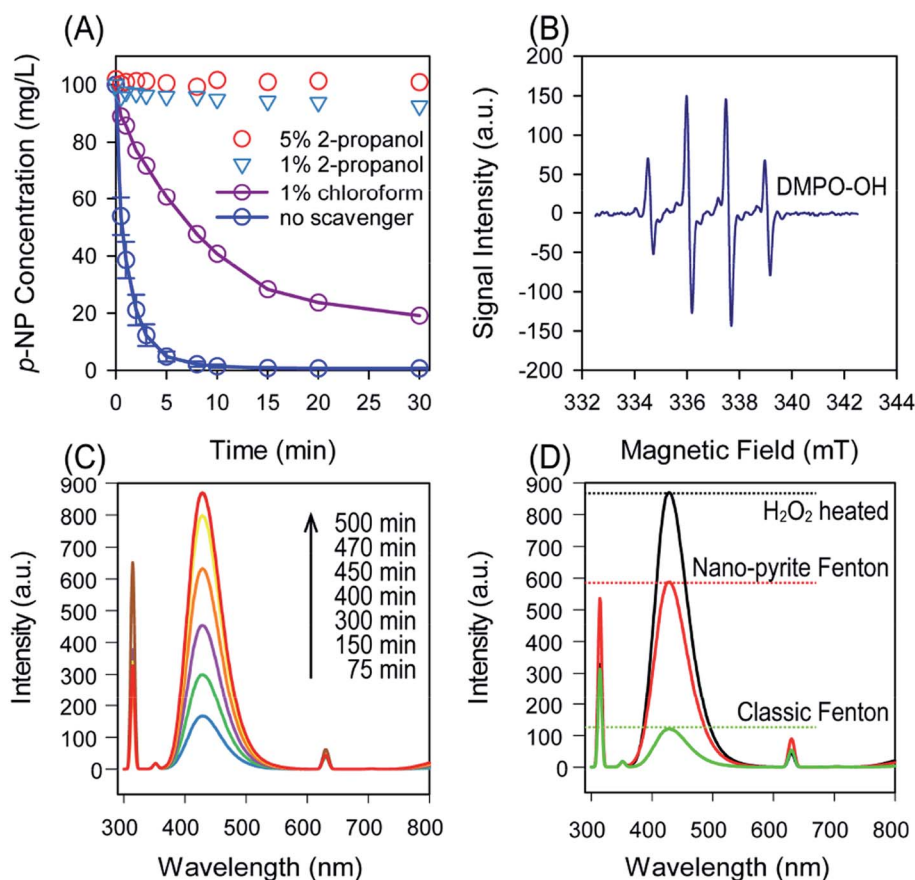 (A)
p-NP Concentration (mg/L)
100
80
60
40
20
0
5% 2-propanol
1% 2-propanol
1% chloroform
no scavenger
0 5 10 15 20 25 30
Time (min)
(B)
Signal Intensity (a.u.)
200
150
100
50
0
-50
-100
-150
-200
DMPO-OH
332 334 336 338 340 342 344
Magnetic Field (mT)
(C)
Intensity (a.u.)
900
800
700
600
500
400
300
200
100
0
500 min
470 min
450 min
400 min
300 min
150 min
75 min
300 400 500 600 700 800
Wavelength (nm)
(D)
Intensity (a.u.)
900
800
700
600
500
400
300
200
100
0
H₂O₂ heated
Nano-pyrite Fenton
Classic Fenton
300 400 500 600 700 800
Wavelength (nm)